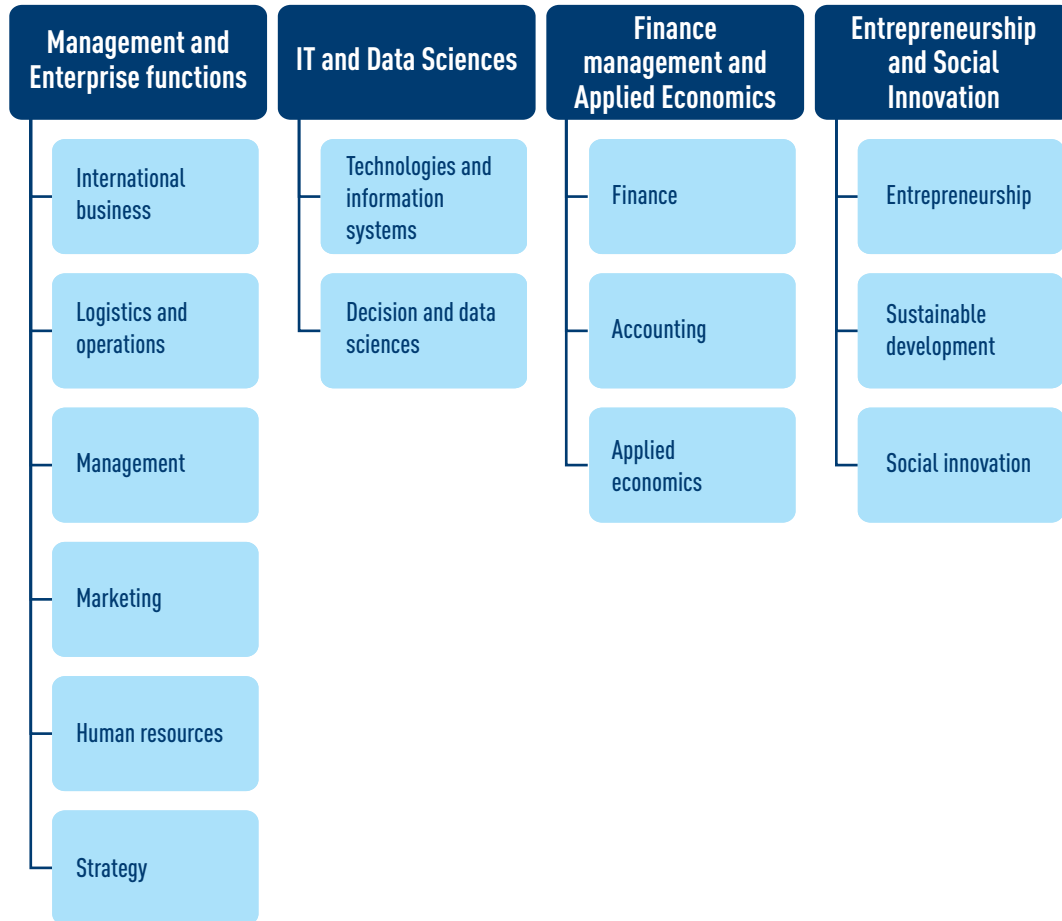 Management and
Enterprise functions
International
business
Logistics and
operations
Management
Marketing
Human resources
Strategy
IT and Data Sciences
Technologies and
information
systems
Decision and data
sciences
Finance
management and
Applied Economics
Finance
Accounting
Applied
economics
Entrepreneurship
and Social
Innovation
Entrepreneurship
Sustainable
development
Social innovation